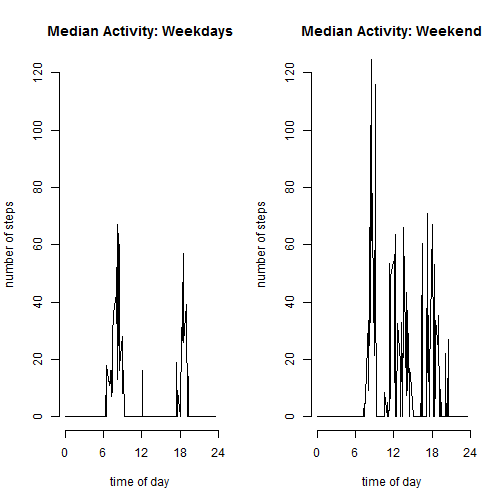 Median Activity: Weekdays
number of steps
0 20 40 60 80 100 120
0 6 12 18 24
time of day
Median Activity: Weekend
number of steps
0 20 40 60 80 100 120
0 6 12 18 24
time of day